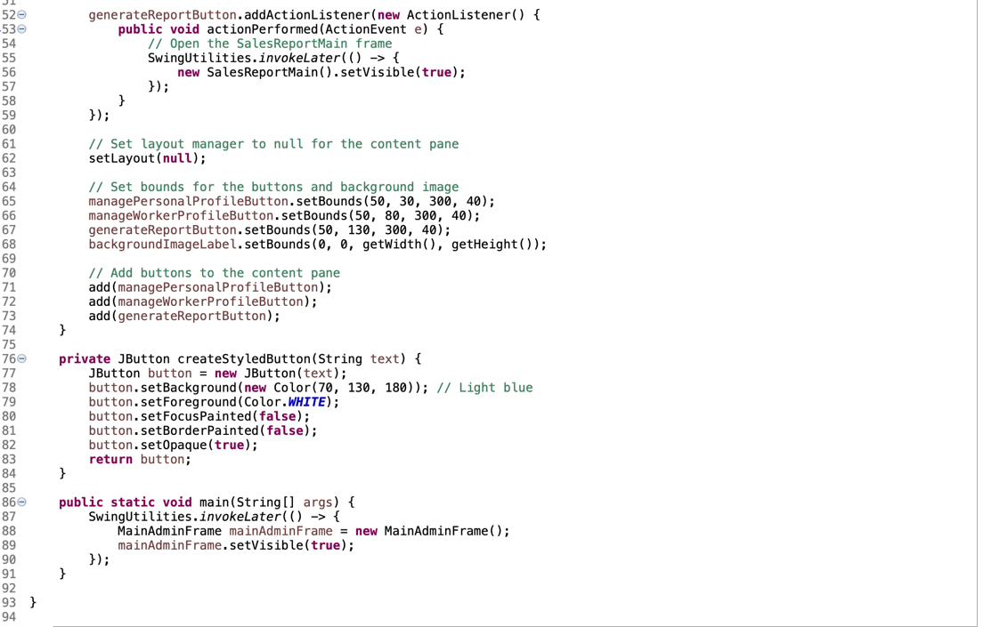 51
52 generateReportButton.addActionListener(new ActionListener() {
53 public void actionPerformed(ActionEvent e) {
54 // Open the SalesReportMain frame
55 SwingUtilities.invokeLater(() -> {
56 new SalesReportMain().setVisible(true);
57 });
58 }
59 });
60
61 // Set layout manager to null for the content pane
62 setLayout(null);
63
64 // Set bounds for the buttons and background image
65 managePersonalProfileButton.setBounds(50, 30, 300, 40);
66 manageWorkerProfileButton.setBounds(50, 80, 300, 40);
67 generateReportButton.setBounds(50, 130, 300, 40);
68 backgroundImageLabel.setBounds(0, 0, getWidth(), getHeight());
69
70 // Add buttons to the content pane
71 add(managePersonalProfileButton);
72 add(manageWorkerProfileButton);
73 add(generateReportButton);
74 }
75
76 private JButton createStyledButton(String text) {
77 JButton button = new JButton(text);
78 button.setBackground(new Color(70, 130, 180)); // Light blue
79 button.setForeground(Color.WHITE);
80 button.setFocusPainted(false);
81 button.setBorderPainted(false);
82 button.setOpaque(true);
83 return button;
84 }
85
86 public static void main(String[] args) {
87 SwingUtilities.invokeLater(() -> {
88 MainAdminFrame mainAdminFrame = new MainAdminFrame();
89 mainAdminFrame.setVisible(true);
90 });
91 }
92
93 }
94